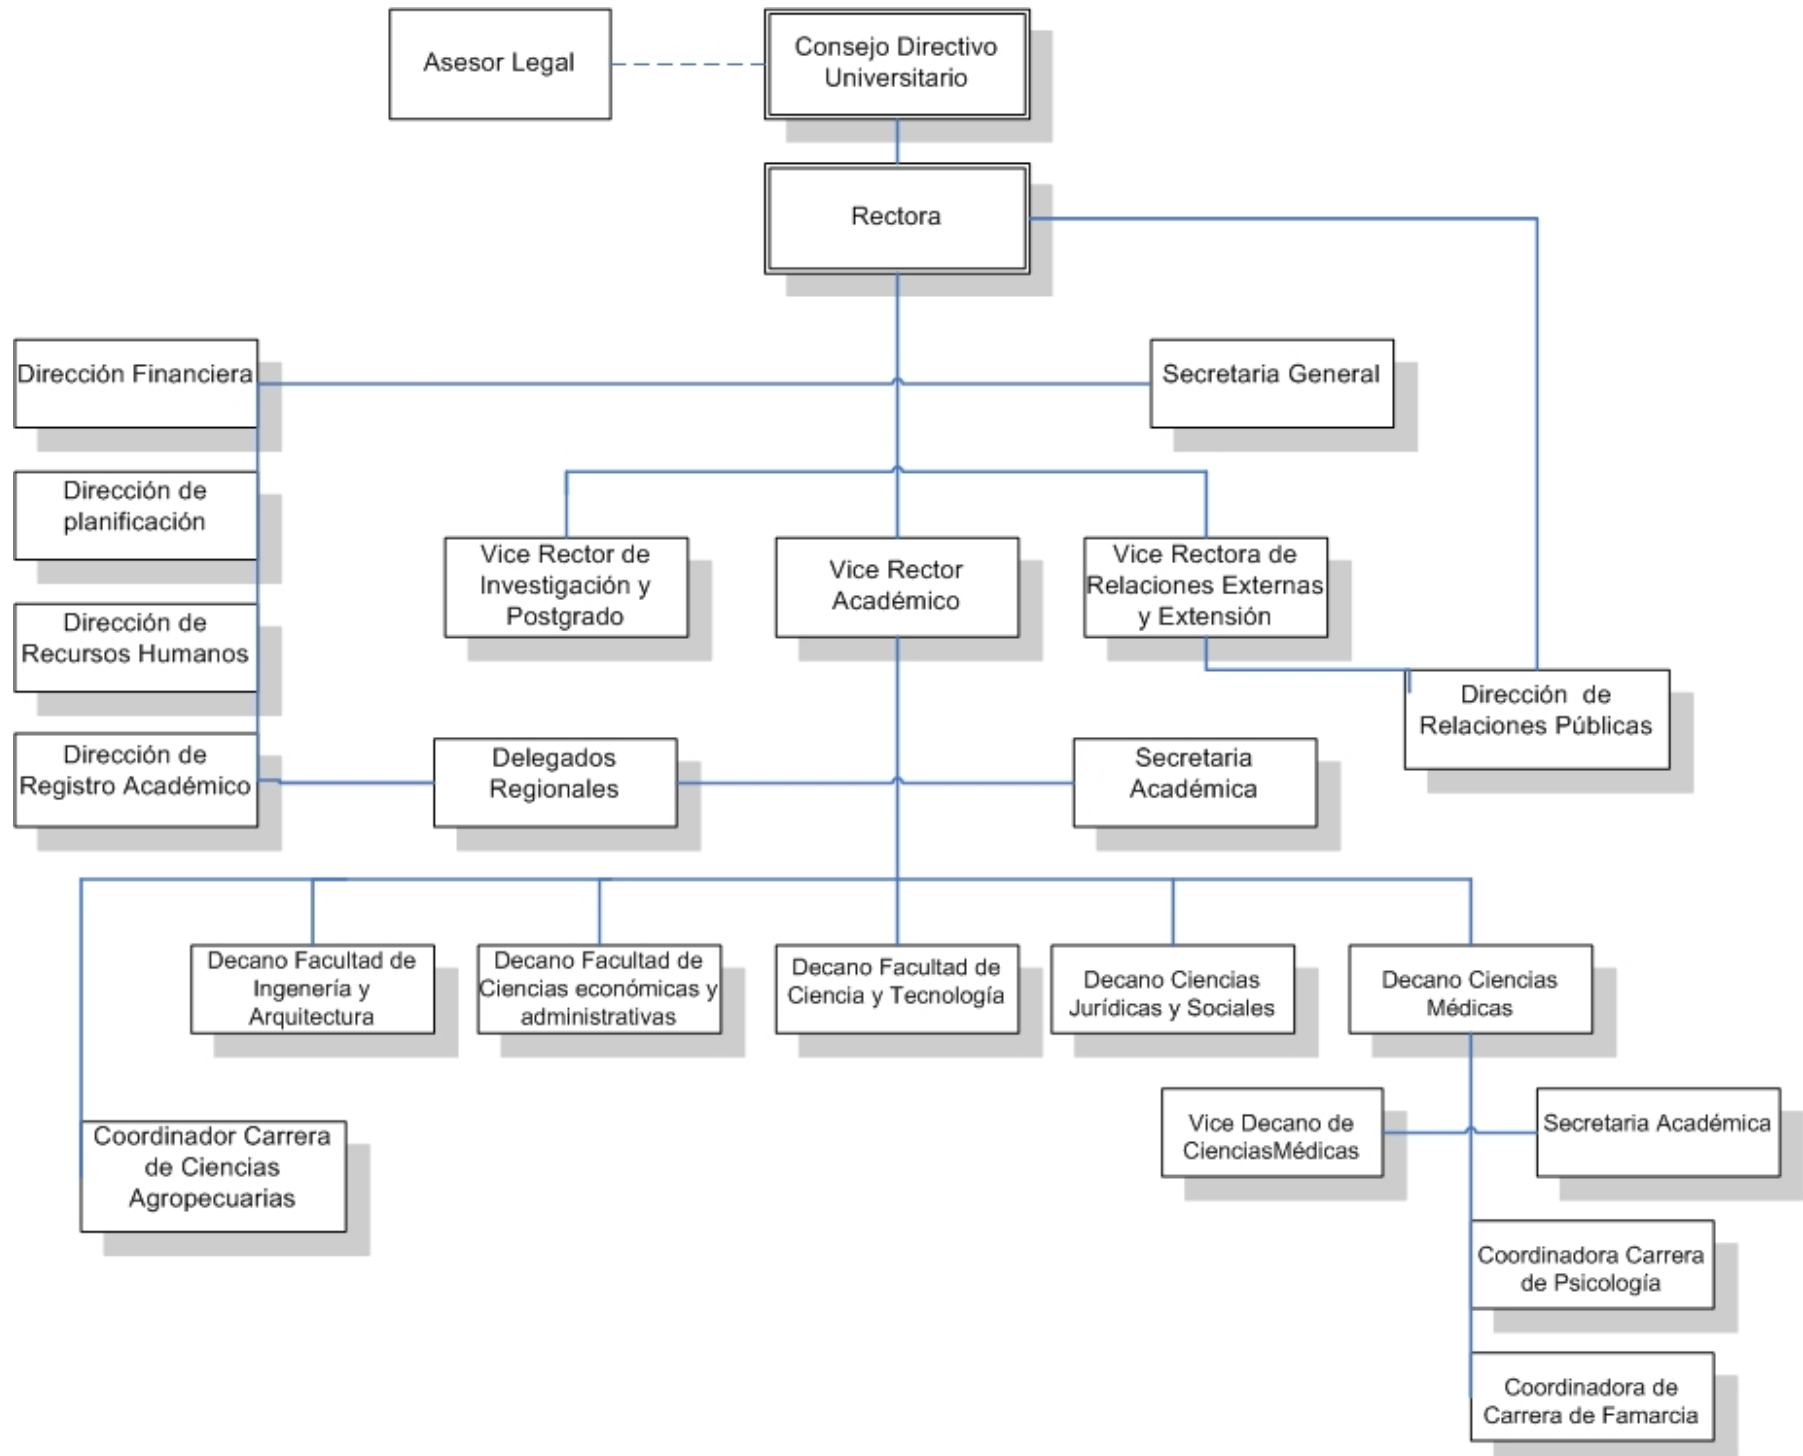 Asesor Legal
Consejo Directivo
Universitario
Rectora
Dirección Financiera
Secretaria General
Dirección de
planificación
Vice Rector de
Investigación y
Postgrado
Vice Rector
Académico
Vice Rectora de
Relaciones Externas
y Extensión
Dirección de
Recursos Humanos
Dirección  de
Relaciones Públicas
Dirección de
Registro Académico
Delegados
Regionales
Secretaria
Académica
Decano Facultad de
Ingenería y
Arquitectura
Decano Facultad de
Ciencias económicas y
administrativas
Decano Facultad de
Ciencia y Tecnología
Decano Ciencias
Jurídicas y Sociales
Decano Ciencias
Médicas
Coordinador Carrera
de Ciencias
Agropecuarias
Vice Decano de
CienciasMédicas
Secretaria Académica
Coordinadora Carrera
de Psicología
Coordinadora de
Carrera de Famarcia